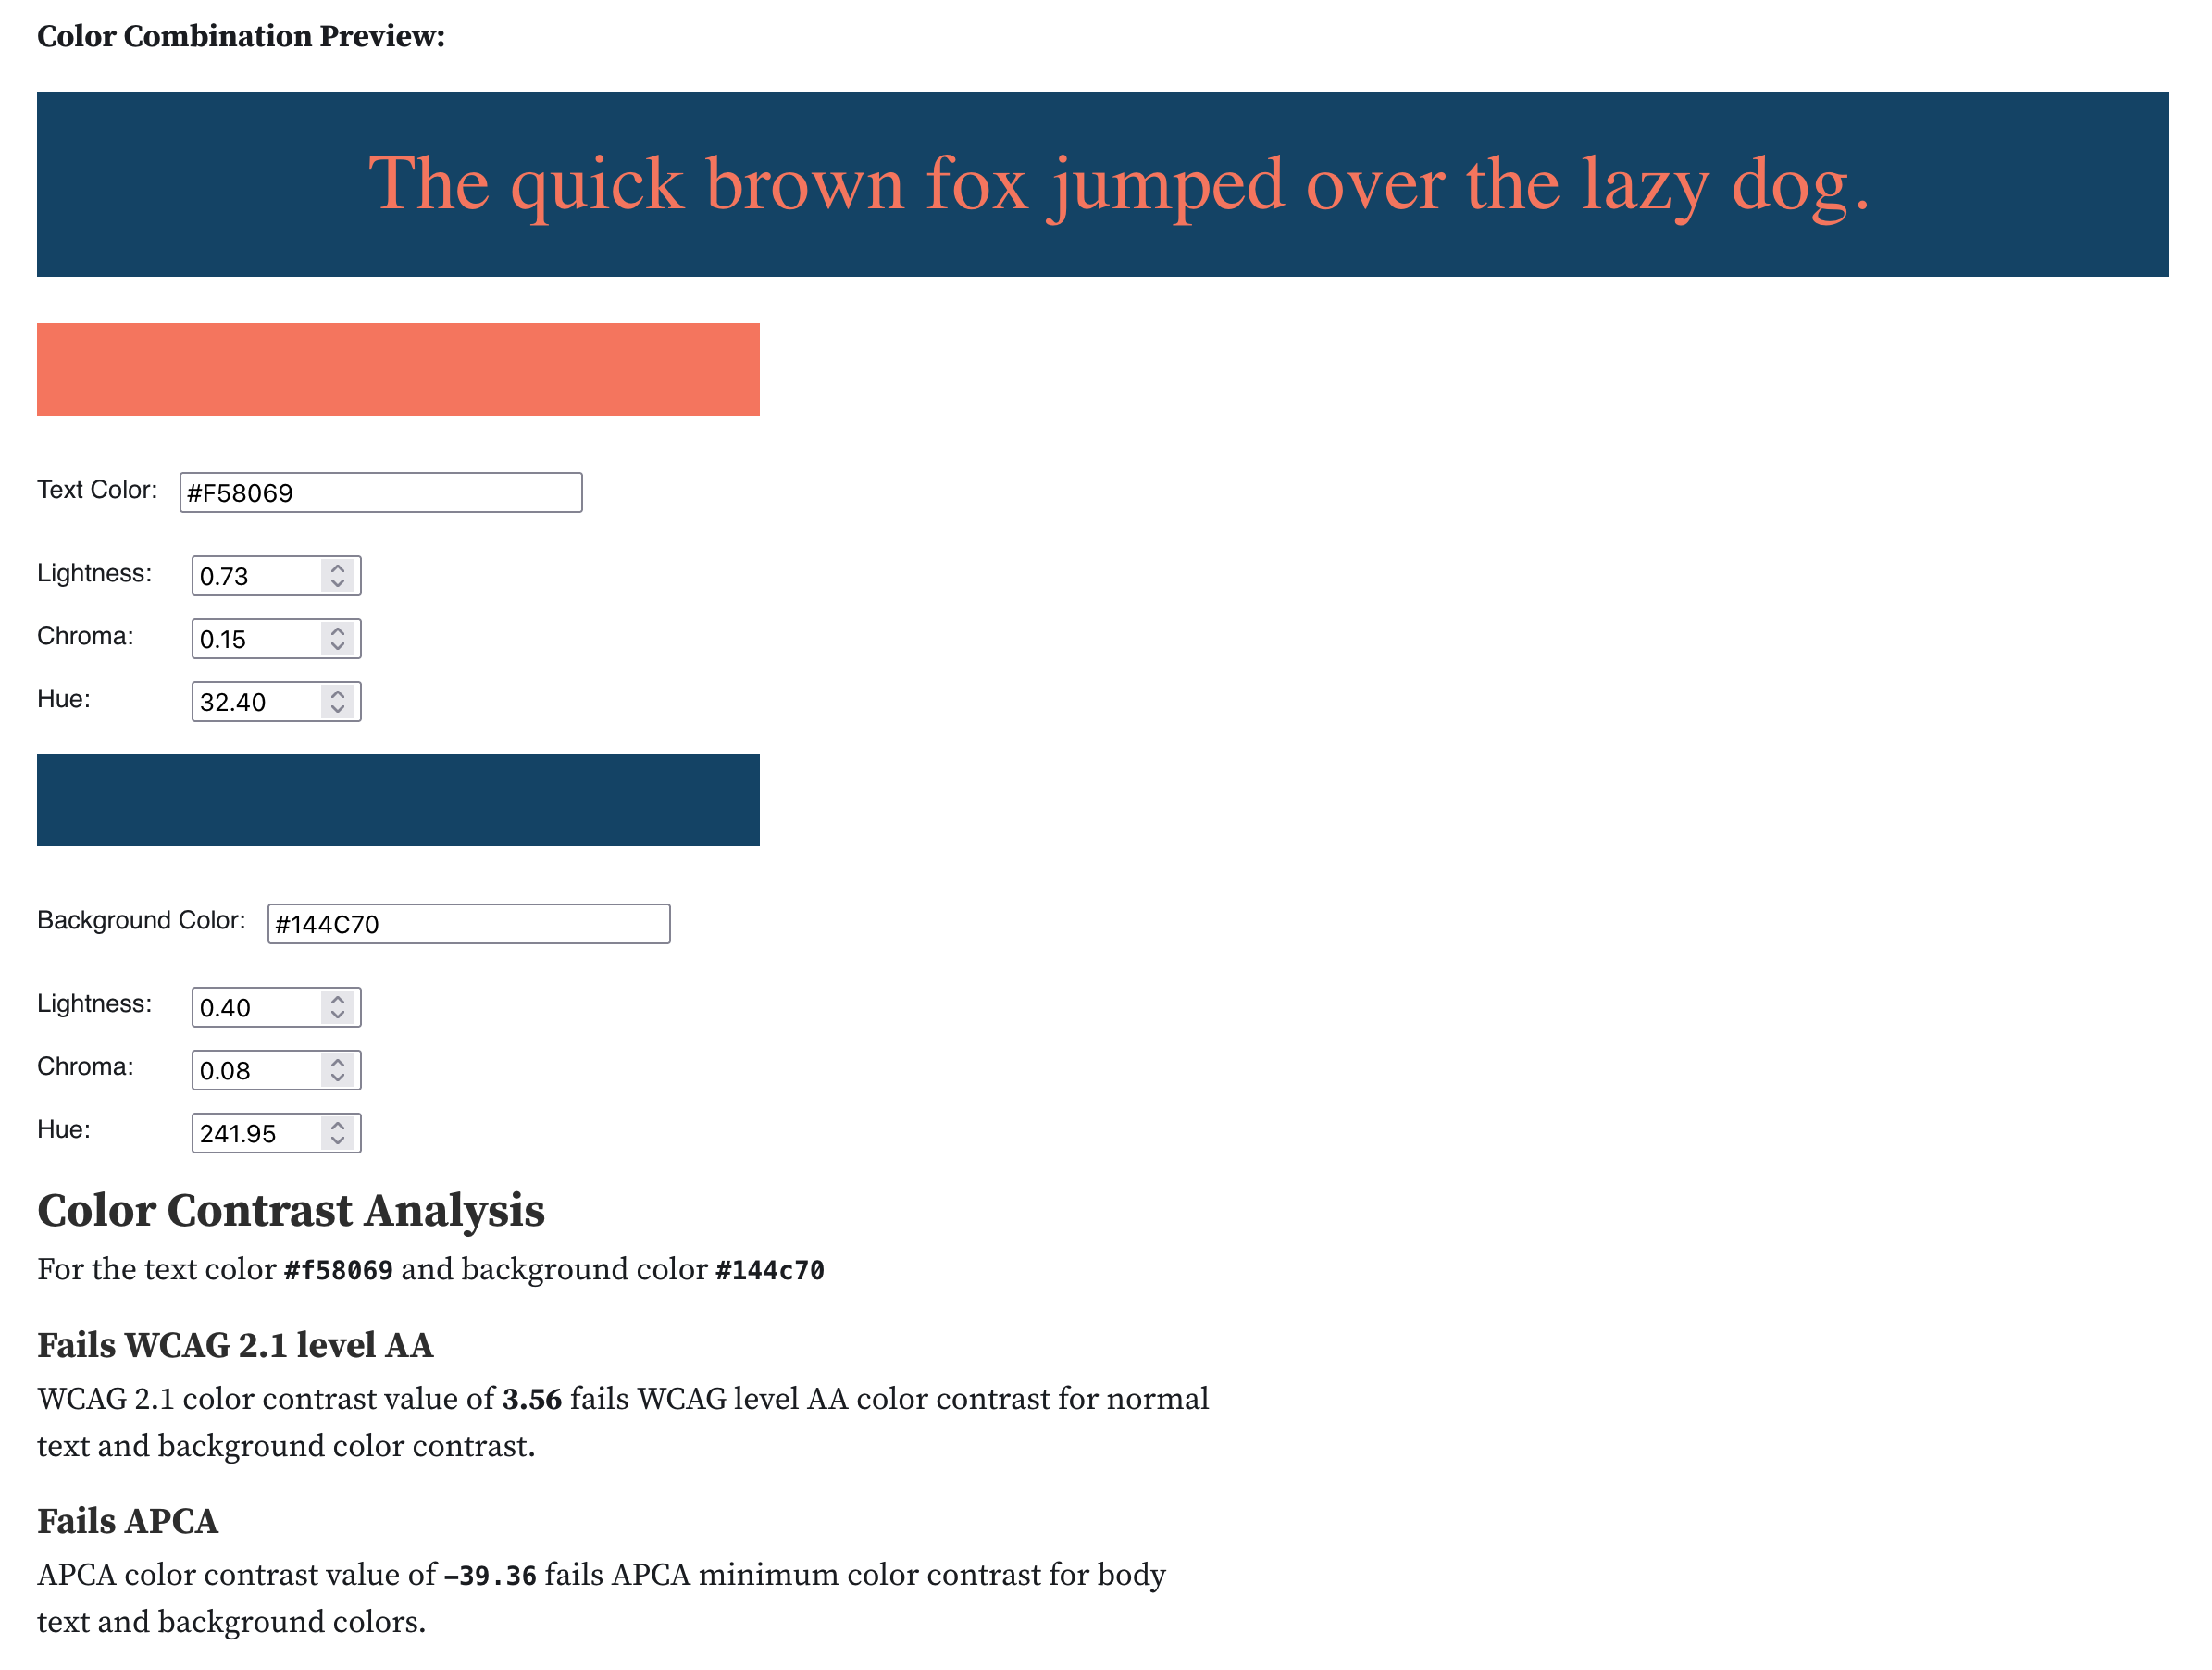 Color Combination Preview:
The quick brown fox jumped over the lazy dog.
Text Color: #F58069
Lightness: 0.73
Chroma: 0.15
Hue: 32.40
Background Color: #144C70
Lightness: 0.40
Chroma: 0.08
Hue: 241.95
Color Contrast Analysis
For the text color #f58069 and background color #144c70
Fails WCAG 2.1 level AA
WCAG 2.1 color contrast value of 3.56 fails WCAG level AA color contrast for normal
text and background color contrast.
Fails APCA
APCA color contrast value of −39.36 fails APCA minimum color contrast for body
text and background colors.